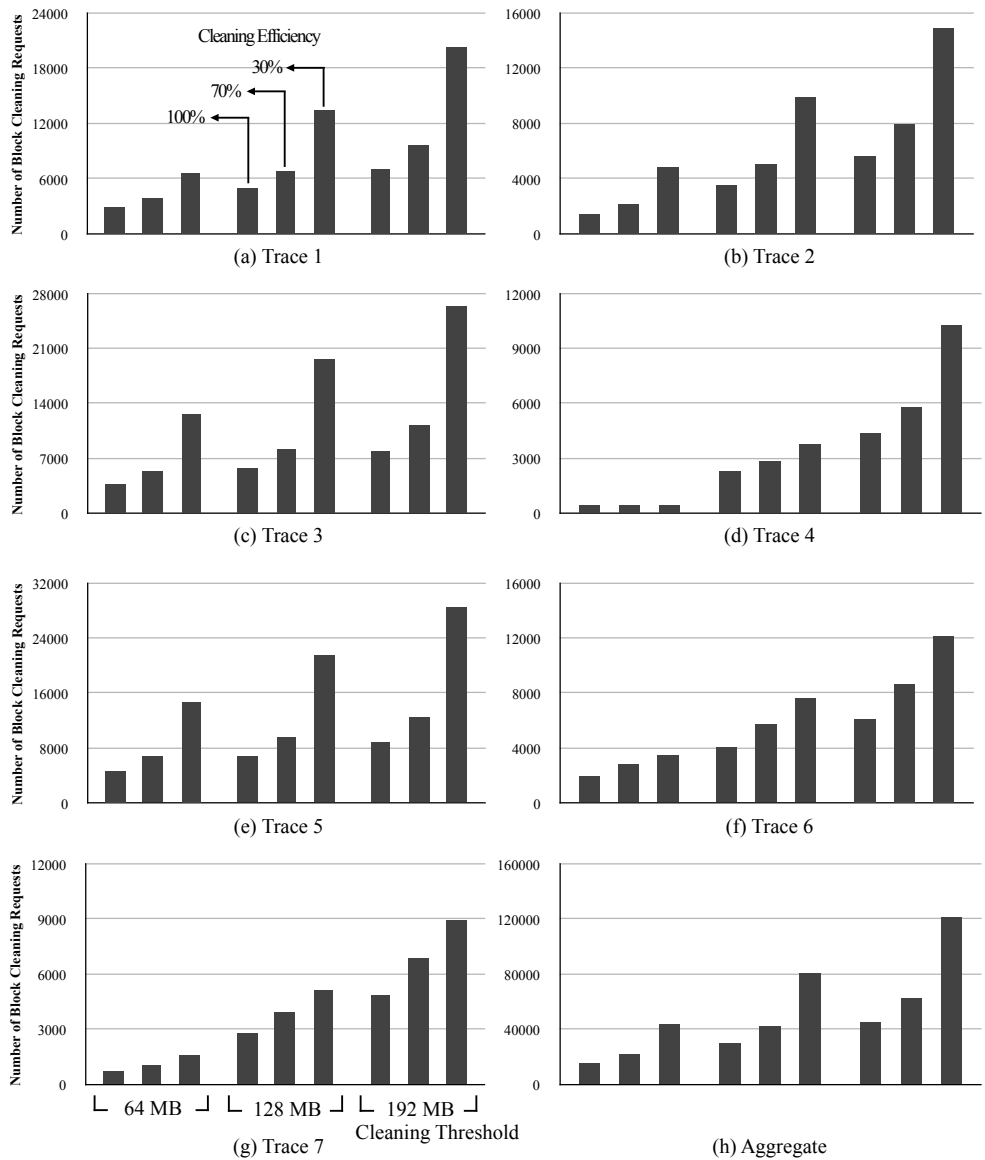 Number of Block Cleaning Requests
24000
18000
12000
6000
0
Cleaning Efficiency
30%
70%
100%
(a) Trace 1
16000
12000
8000
4000
0
(b) Trace 2
Number of Block Cleaning Requests
28000
21000
14000
7000
0
(c) Trace 3
12000
9000
6000
3000
0
(d) Trace 4
Number of Block Cleaning Requests
32000
24000
16000
8000
0
(e) Trace 5
16000
12000
8000
4000
0
(f) Trace 6
Number of Block Cleaning Requests
12000
9000
6000
3000
0
64 MB
128 MB
192 MB
Cleaning Threshold
(g) Trace 7
160000
120000
80000
40000
0
(h) Aggregate